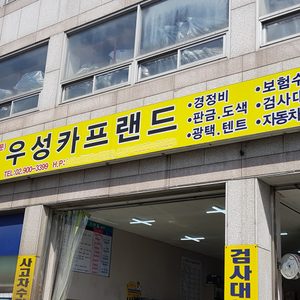 우성카프랜드
TEL:02.900-3399 H.P:
•경정비
•판금.도색
•광택.텐트
•보험수
•검사대
•자동차
사고차수
검사대